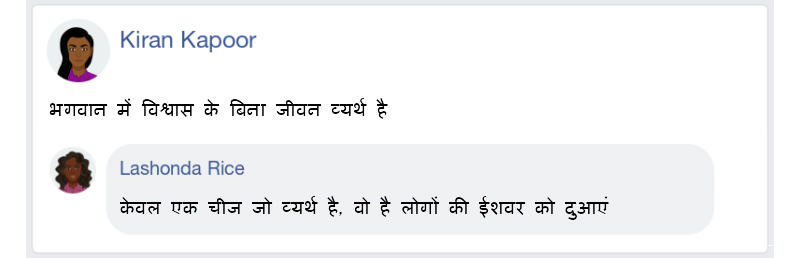 Kiran Kapoor
भगवान में विश्वास के बिना जीवन व्यर्थ है
Lashonda Rice
केवल एक चीज जो व्यर्थ है, वो है लोगों की ईशवर को दुआएं